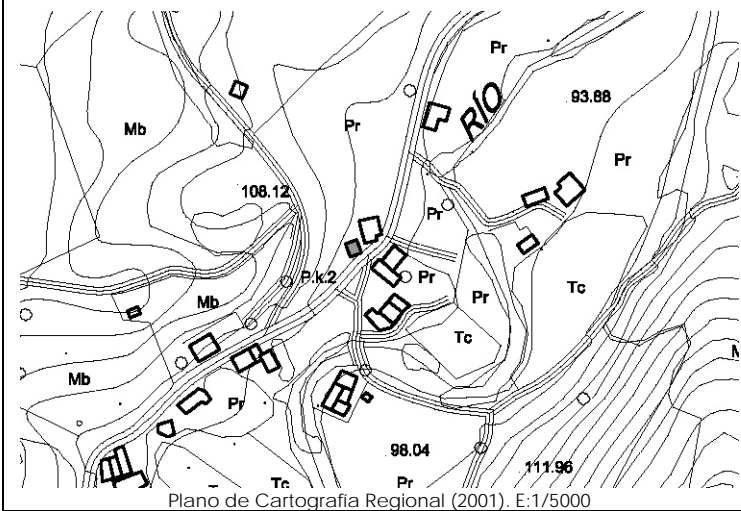 Pr
RÍO
93.88
Mb
Pr
Pr
108.12
Pr
P.k.2
Pr
Mb
Pr
Tc
Tc
Mb
Pr
98.04
111.96
Tc
Pr
Plano de Cartografía Regional (2001). E:1/5000